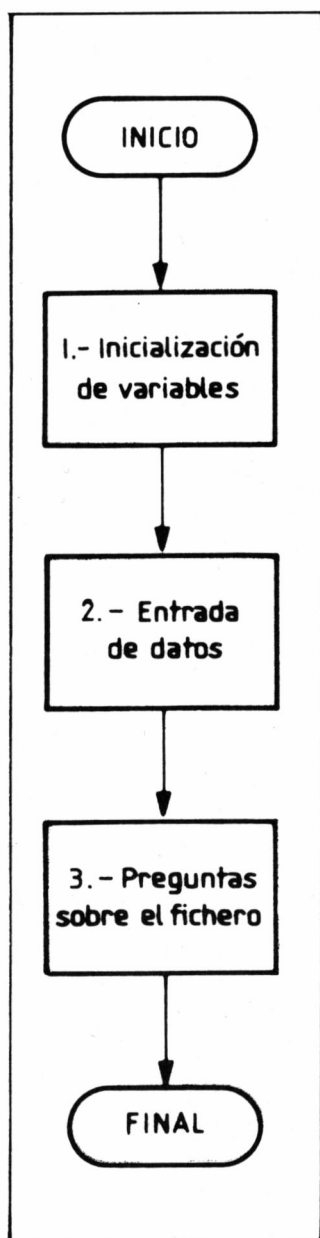 INICIO
1.- Inicialización
de variables
2.- Entrada
de datos
3.- Preguntas
sobre el fichero
FINAL